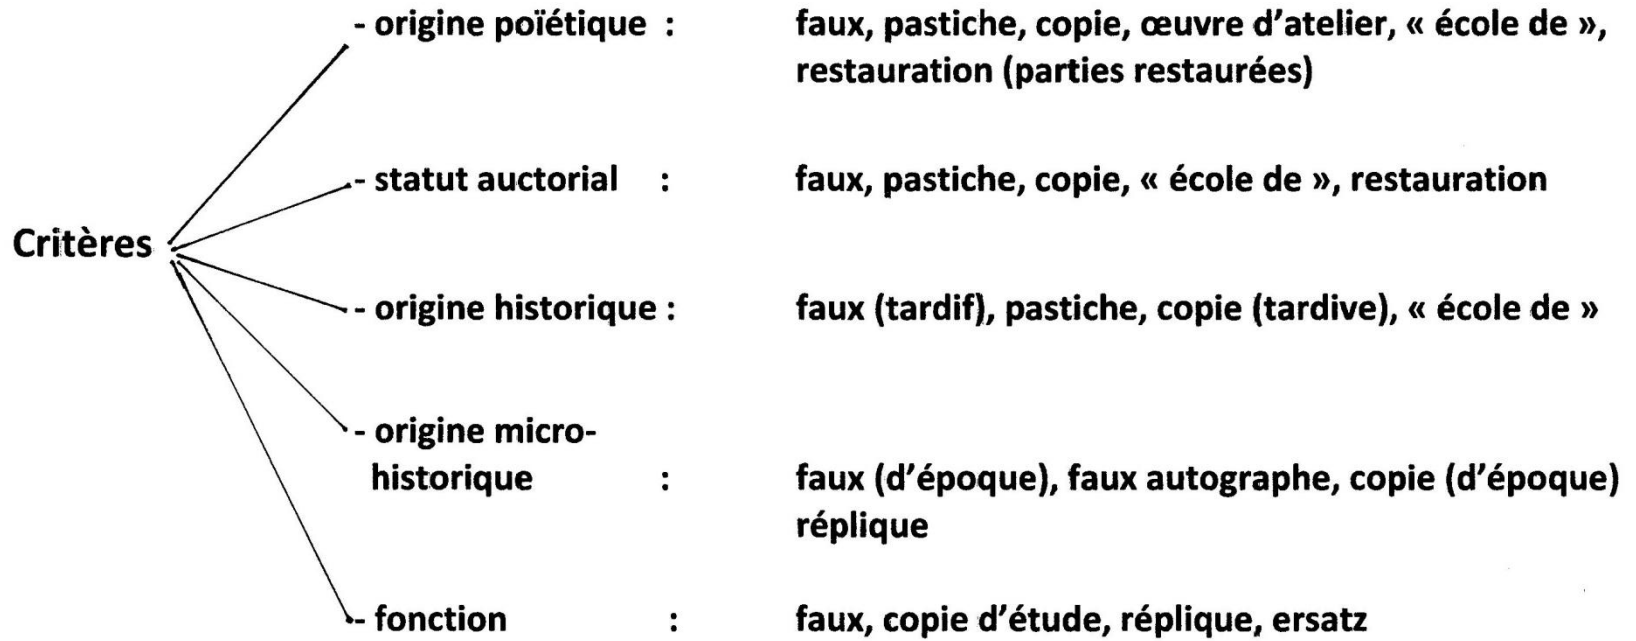 - origine poïétique : faux, pastiche, copie, œuvre d'atelier, « école de »,
restauration (parties restaurées)
- statut auctorial : faux, pastiche, copie, « école de », restauration
Critères
- origine historique : faux (tardif), pastiche, copie (tardive), « école de »
- origine micro-
historique : faux (d'époque), faux autographe, copie (d'époque)
réplique
- fonction : faux, copie d'étude, réplique, ersatz